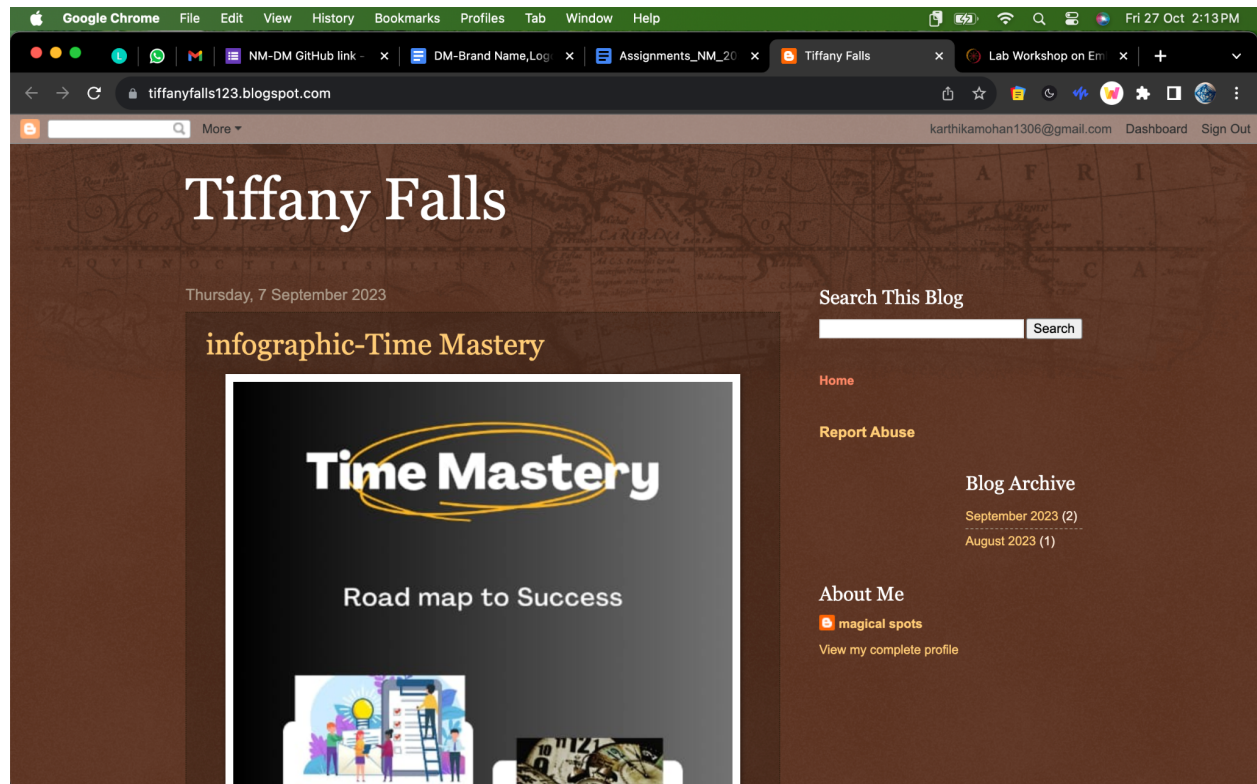 Google Chrome File Edit View History Bookmarks Profiles Tab Window Help Fri 27 Oct 2:13 PM
NM-DM GitHub link - DM-Brand Name,Log Assignments_NM_20 Tiffany Falls Lab Workshop on Em
tiffanyfalls123.blogspot.com
More karthikamohan1306@gmail.com Dashboard Sign Out
Tiffany Falls
Thursday, 7 September 2023
infographic-Time Mastery
Time Mastery
Road map to Success
Search This Blog
Search
Home
Report Abuse
Blog Archive
September 2023 (2)
August 2023 (1)
About Me
magical spots
View my complete profile